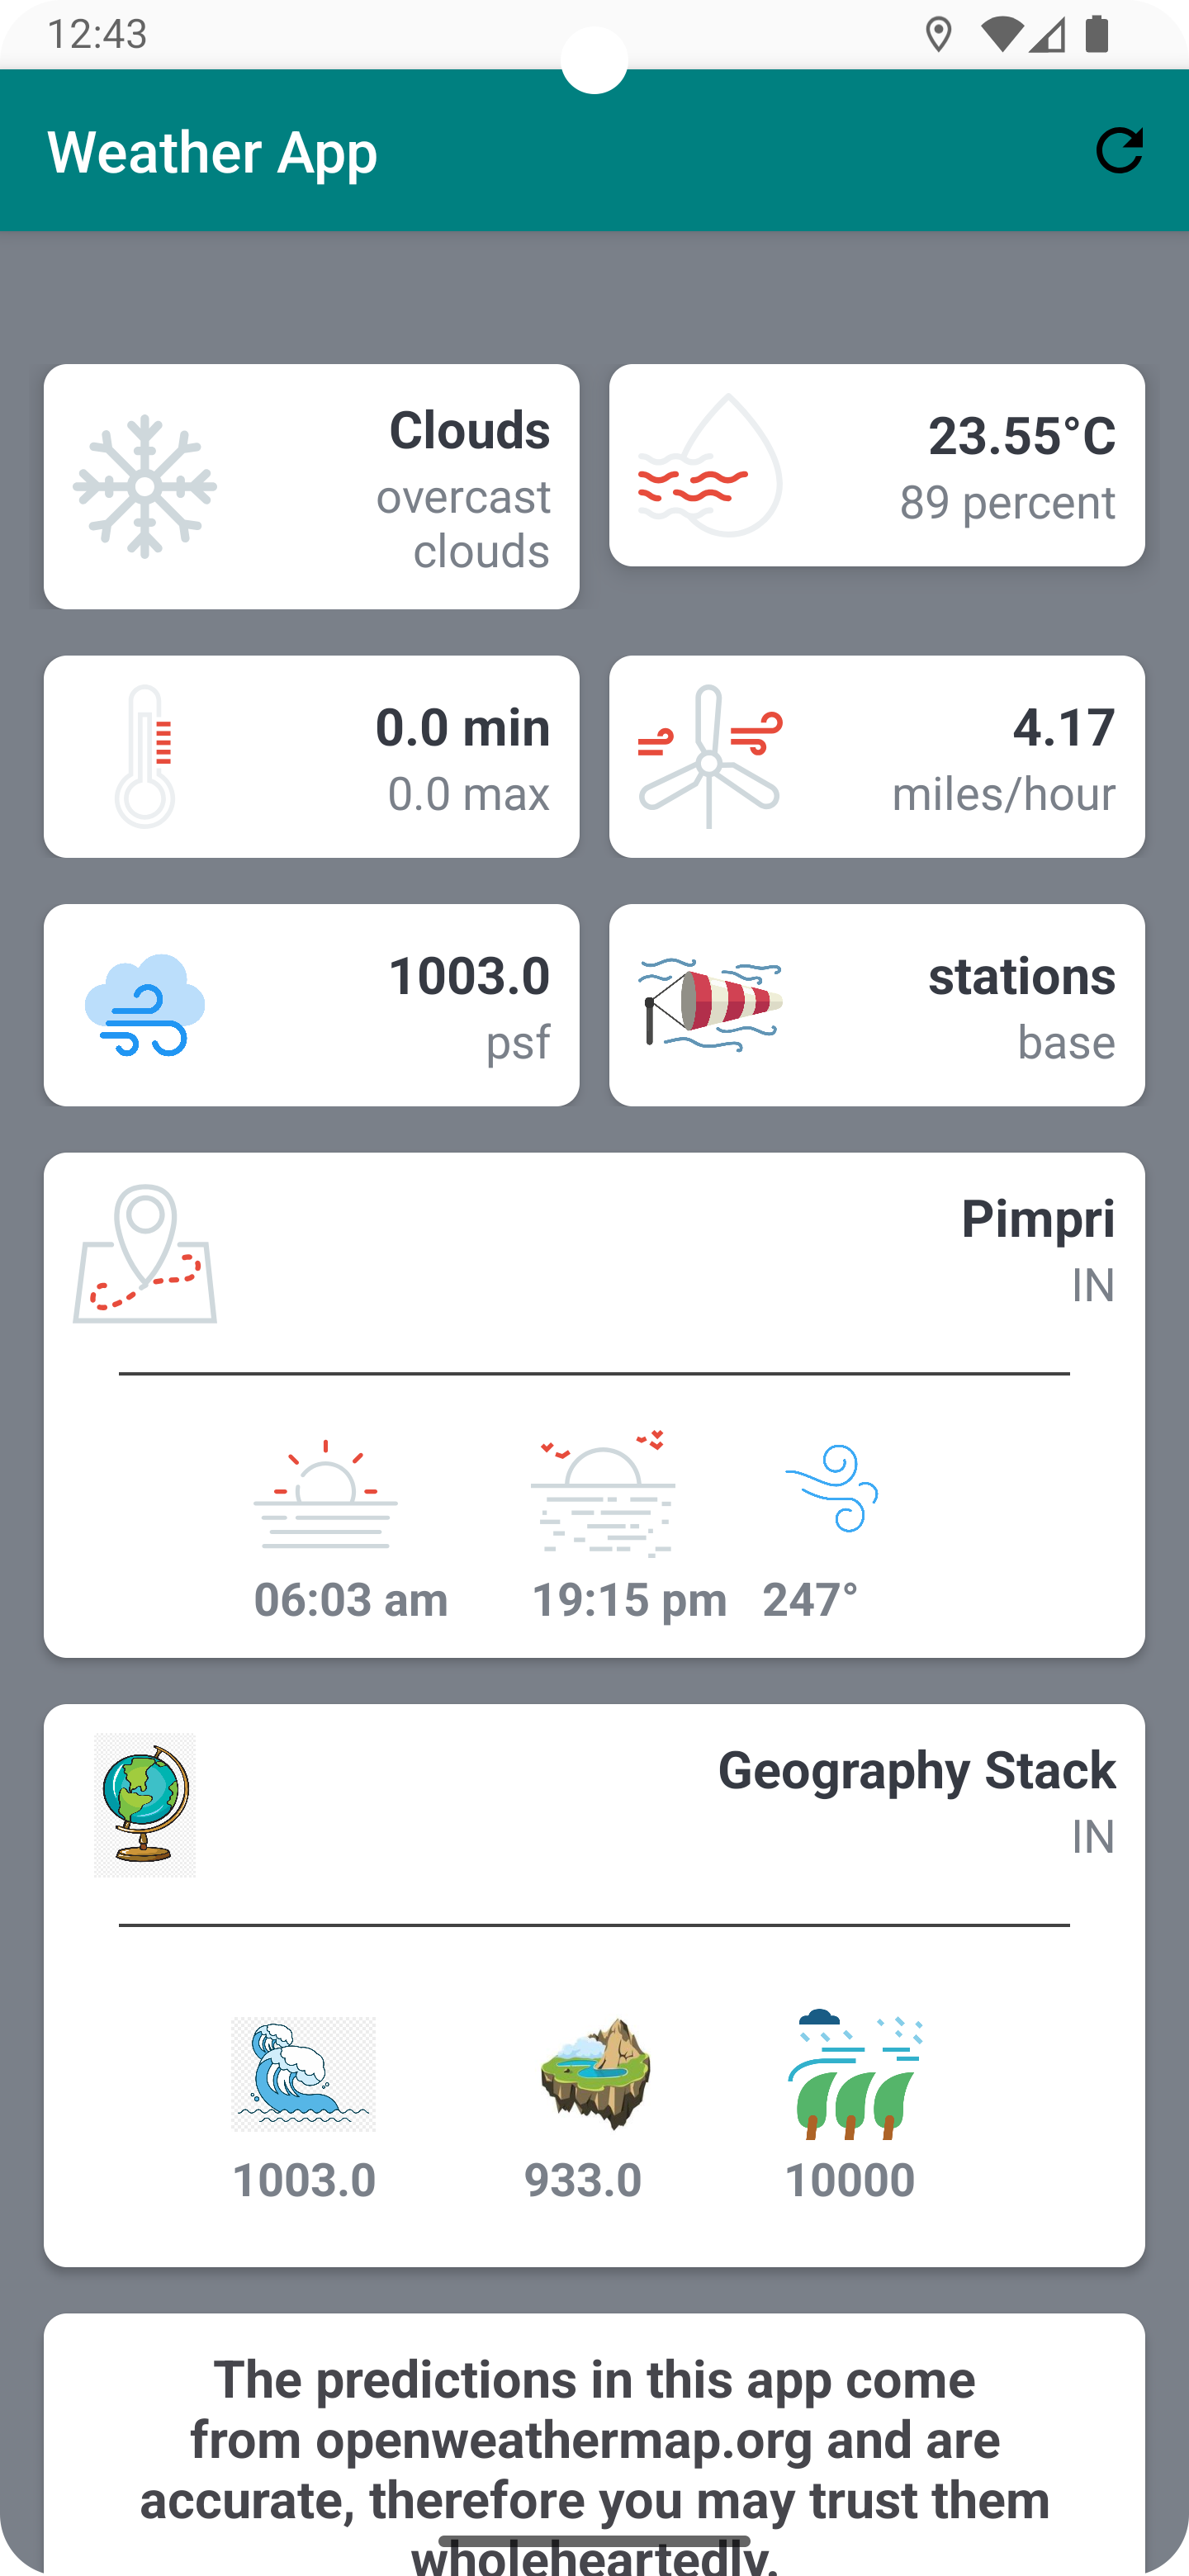 12:43
Weather App
Clouds
overcast
clouds
23.55°C
89 percent
0.0 min
0.0 max
4.17
miles/hour
1003.0
psf
stations
base
Pimpri
IN
06:03 am
19:15 pm
247°
Geography Stack
IN
1003.0
933.0
10000
The predictions in this app come
from openweathermap.org and are
accurate, therefore you may trust them
wholeheartedly.